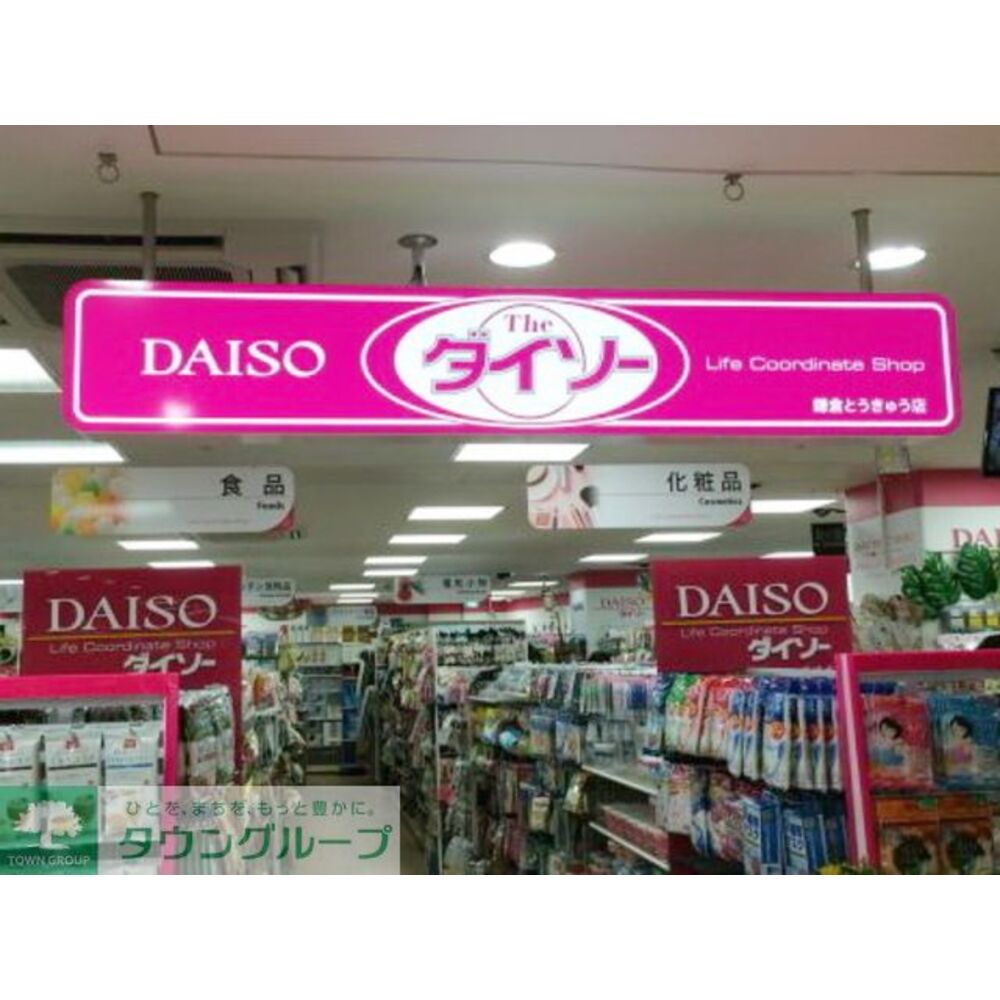 DAISO
The
ダイソー
Life Coordinate Shop
鎌倉とうきゅう店
食品
Foods
化粧品
Cosmetics
DAISO
Life Coordinate Shop
ダイソー
DAISO
Life Coordinate Shop
ダイソー
DAISO
DAISO
ひとを、まちを、もっと豊かに。
タウングループ
TOWN GROUP